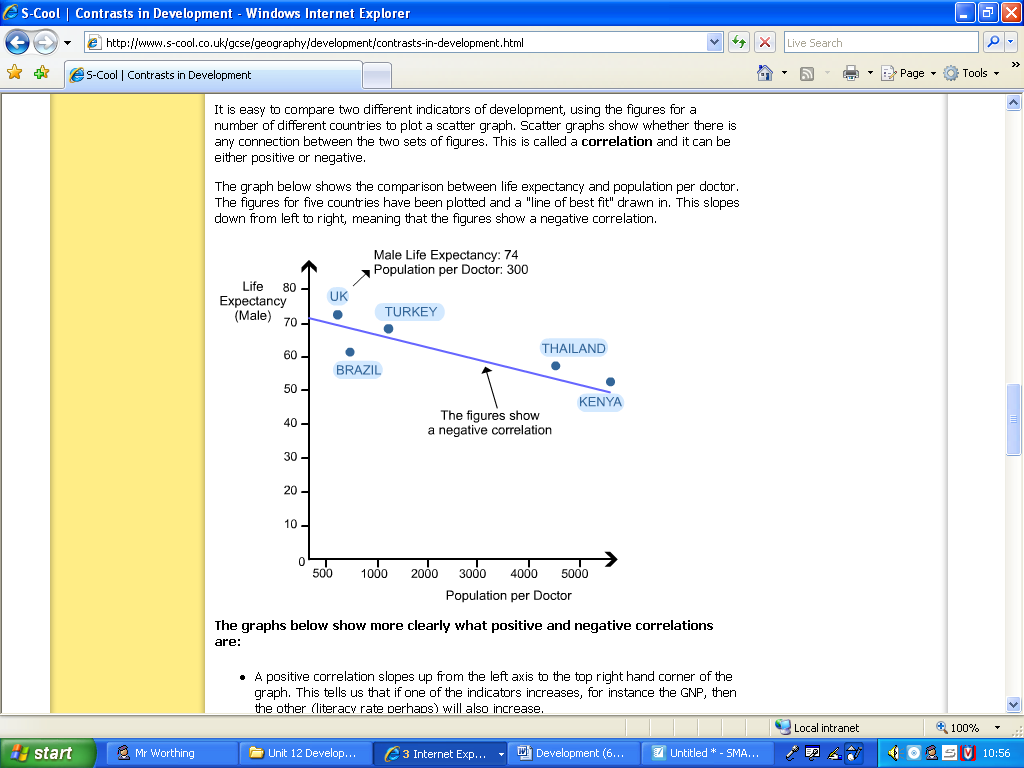 S-Cool | Contrasts in Development - Windows Internet Explorer
http://www.s-cool.co.uk/gcse/geography/development/contrasts-in-development.html
Live Search
S-Cool | Contrasts in Development
Page
Tools
It is easy to compare two different indicators of development, using the figures for a
number of different countries to plot a scatter graph. Scatter graphs show whether there is
any connection between the two sets of figures. This is called a correlation and it can be
either positive or negative.
The graph below shows the comparison between life expectancy and population per doctor.
The figures for five countries have been plotted and a "line of best fit" drawn in. This slopes
down from left to right, meaning that the figures show a negative correlation.
Male Life Expectancy: 74
Population per Doctor: 300
Life
Expectancy
(Male)
80
70
60
50
40
30
20
10
0
UK
TURKEY
BRAZIL
THAILAND
KENYA
The figures show
a negative correlation
500 1000 2000 3000 4000 5000
Population per Doctor
The graphs below show more clearly what positive and negative correlations
are:
• A positive correlation slopes up from the left axis to the top right hand corner of the
graph. This tells us that if one of the indicators increases, for instance the GNP, then
the other (literacy rate perhaps) will also increase.
Local intranet
100%
start
Mr Worthing
Unit 12 Develop...
3 Internet Exp...
Development (6...
Untitled * - SMA...
10:56